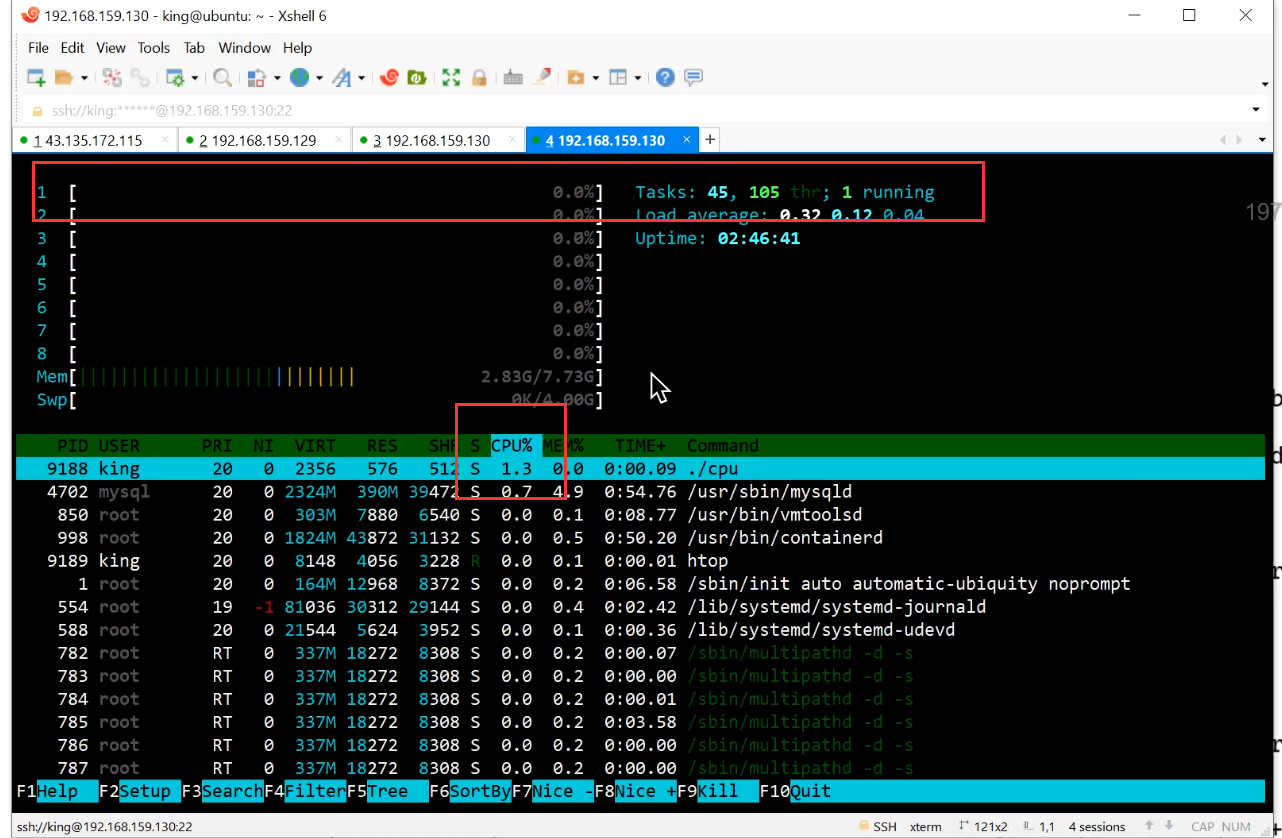 192.168.159.130 - king@ubuntu: ~ - Xshell 6
File Edit View Tools Tab Window Help
ssh://king:******@192.168.159.130:22
1 43.135.172.115 × 2 192.168.159.129 × 3 192.168.159.130 × 4 192.168.159.130 × +
1 [ 0.0%] Tasks: 45, 105 thr; 1 running
2 [ 0.0%] Load average: 0.32 0.12 0.04
197
3 [ 0.0%] Uptime: 02:46:41
4 [ 0.0%]
5 [ 0.0%]
6 [ 0.0%]
7 [ 0.0%]
8 [ 0.0%]
Mem[||||||||||||||||||||||||||| 2.83G/7.73G]
Swp[ 0K/4.00G]
PID USER PRI NI VIRT RES SHR S CPU% MEM% TIME+ Command
9188 king 20 0 2356 576 512 S 1.3 0.0 0:00.09 ./cpu
4702 mysql 20 0 2324M 390M 39472 S 0.7 4.9 0:54.76 /usr/sbin/mysqld
850 root 20 0 303M 7880 6540 S 0.0 0.1 0:08.77 /usr/bin/vmtoolsd
998 root 20 0 1824M 43872 31132 S 0.0 0.5 0:50.20 /usr/bin/containerd
9189 king 20 0 8148 4056 3228 R 0.0 0.1 0:00.01 htop
1 root 20 0 164M 12968 8372 S 0.0 0.2 0:06.58 /sbin/init auto automatic-ubiquity noprompt
554 root 19 -1 81036 30312 29144 S 0.0 0.4 0:02.42 /lib/systemd/systemd-journald
588 root 20 0 21544 5624 3952 S 0.0 0.1 0:00.36 /lib/systemd/systemd-udevd
782 root RT 0 337M 18272 8308 S 0.0 0.2 0:00.07 /sbin/multipathd -d -s
783 root RT 0 337M 18272 8308 S 0.0 0.2 0:00.00 /sbin/multipathd -d -s
784 root RT 0 337M 18272 8308 S 0.0 0.2 0:00.01 /sbin/multipathd -d -s
785 root RT 0 337M 18272 8308 S 0.0 0.2 0:03.58 /sbin/multipathd -d -s
786 root RT 0 337M 18272 8308 S 0.0 0.2 0:00.00 /sbin/multipathd -d -s
787 root RT 0 337M 18272 8308 S 0.0 0.2 0:00.00 /sbin/multipathd -d -s
F1Help F2Setup F3SearchF4FilterF5Tree F6SortByF7Nice -F8Nice +F9Kill F10Quit
ssh://king@192.168.159.130:22 SSH xterm 121x2 1,1 4 sessions CAP NUM